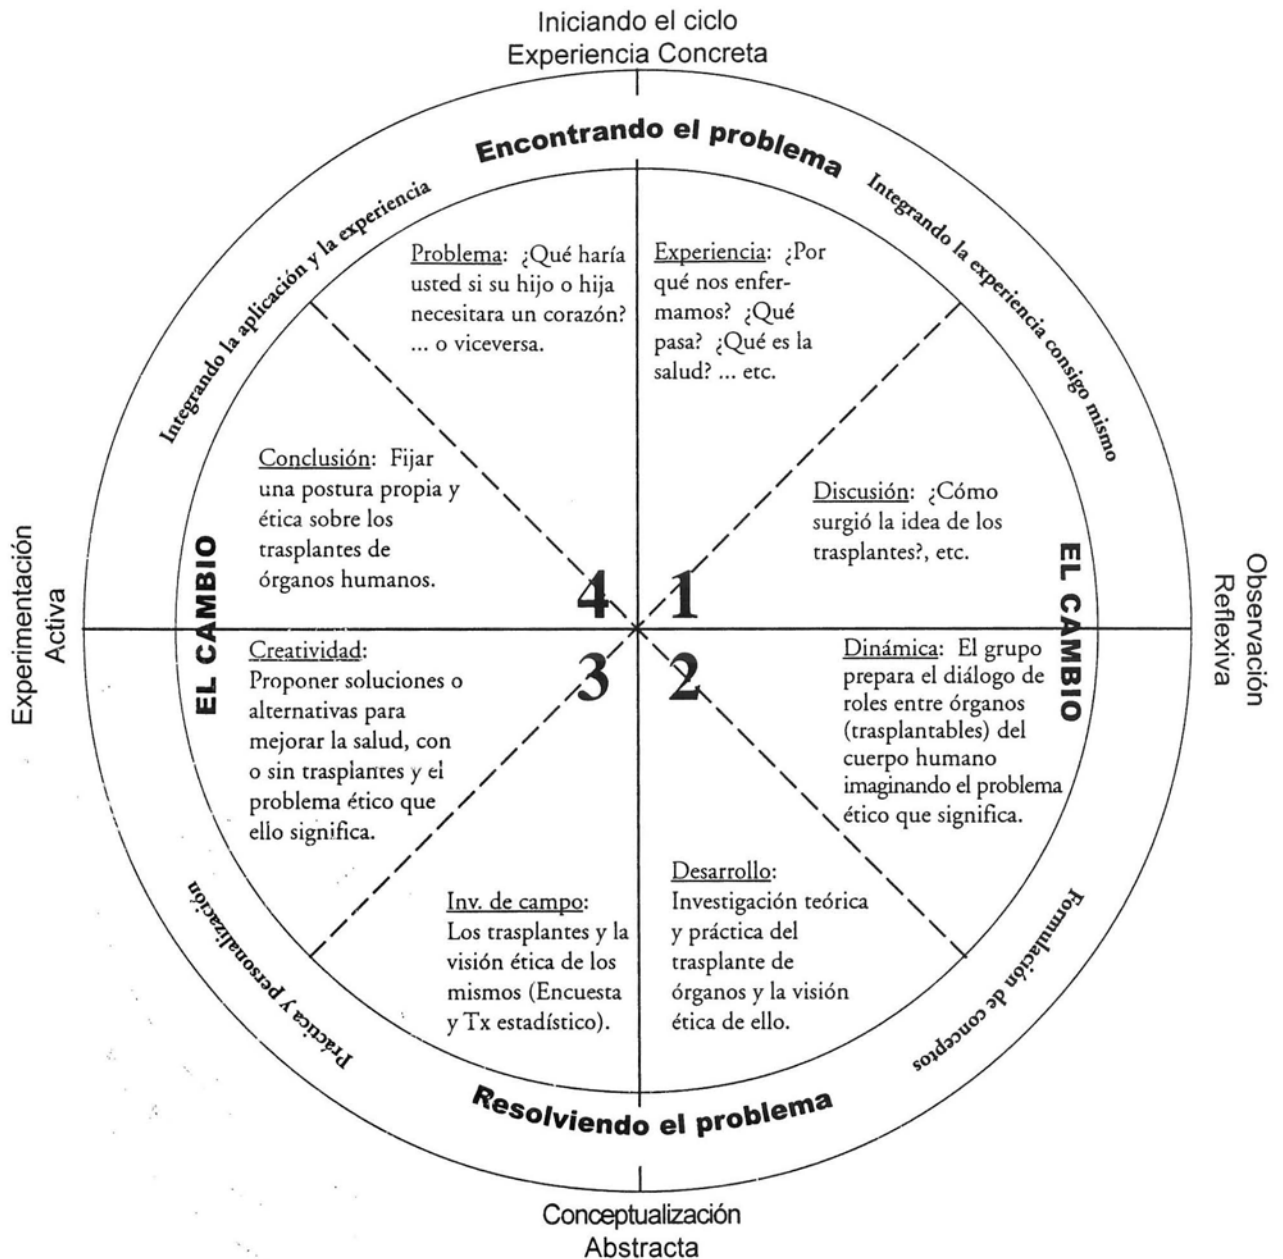 Iniciando el ciclo
Experiencia Concreta
Encontrando el problema
Integrando la aplicación y la experiencia
Integrando la experiencia consigo mismo
Problema: ¿Qué haría
usted si su hijo o hija
necesitara un corazón?
... o viceversa.
Experiencia: ¿Por
qué nos enfer-
mamos? ¿Qué
pasa? ¿Qué es la
salud? ... etc.
Conclusión: Fijar
una postura propia y
ética sobre los
trasplantes de
órganos humanos.
Discusión: ¿Cómo
surgió la idea de los
trasplantes?, etc.
Experimentación
Activa
EL CAMBIO
4
1
EL CAMBIO
Observación
Reflexiva
3
2
Creatividad:
Proponer soluciones o
alternativas para
mejorar la salud, con
o sin trasplantes y el
problema ético que
ello significa.
Dinámica: El grupo
prepara el diálogo de
roles entre órganos
(trasplantables) del
cuerpo humano
imaginando el problema
ético que significa.
Inv. de campo:
Los trasplantes y la
visión ética de los
mismos (Encuesta
y Tx estadístico).
Desarrollo:
Investigación teórica
y práctica del
trasplante de
órganos y la visión
ética de ello.
Práctica y personalización
Formulación de conceptos
Resolviendo el problema
Conceptualización
Abstracta